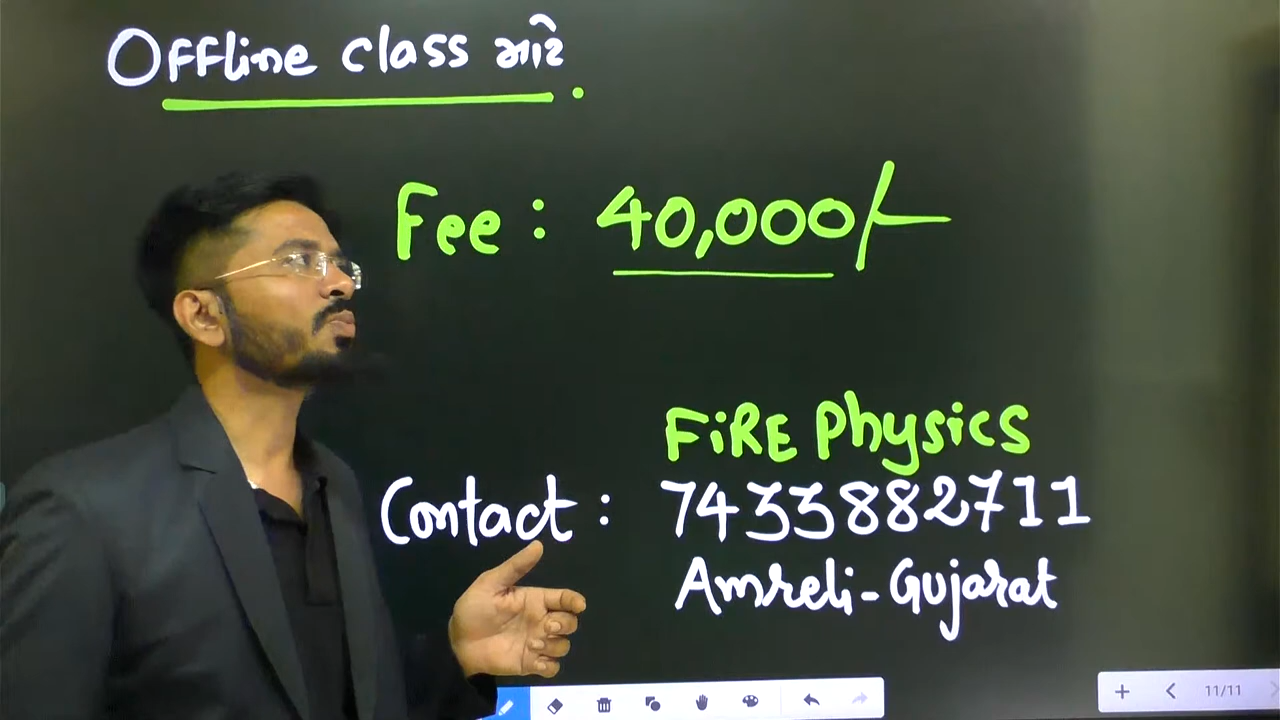 Offline class માટે.
Fee : 40,000/-
FiRE Physics
Contact : 7433882711
Amreli-Gujarat
11/11